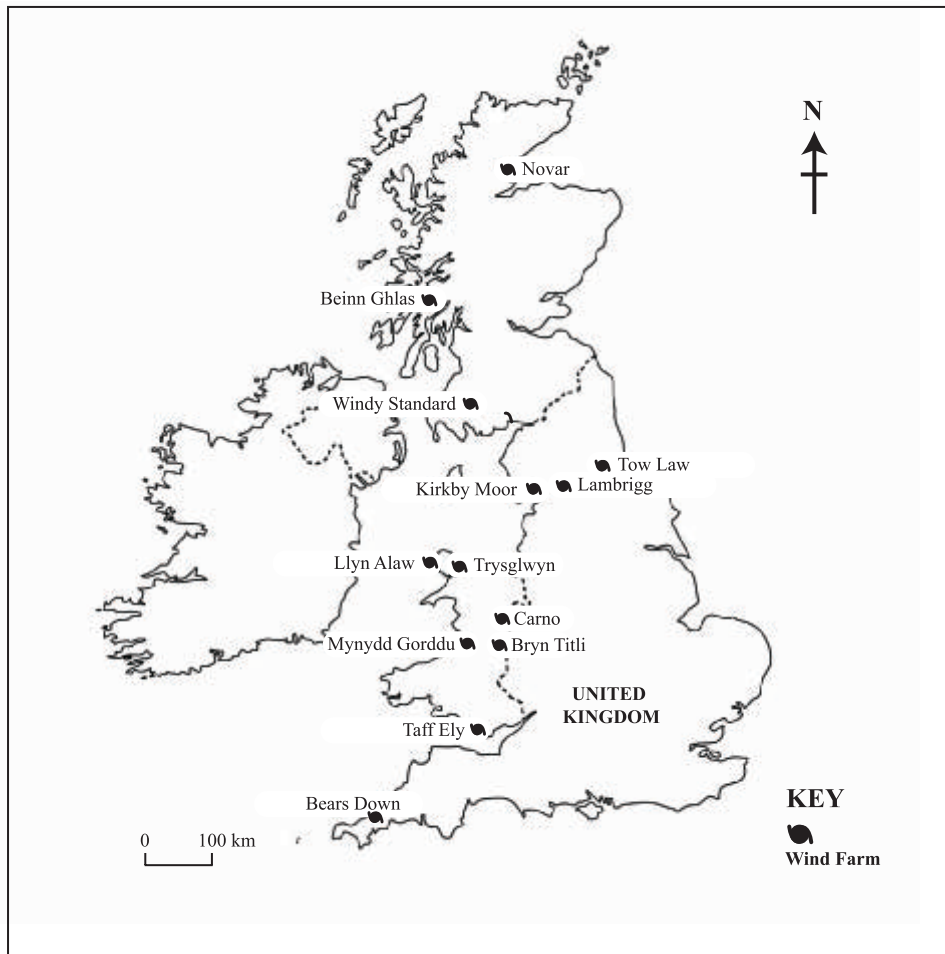 N
Novar
Beinn Ghlas
Windy Standard
Tow Law
Lambrigg
Kirkby Moor
Llyn Alaw
Trysglwyn
Carno
Mynydd Gorddu
Bryn Titli
UNITED
KINGDOM
Taff Ely
Bears Down
KEY
0 100 km
Wind Farm